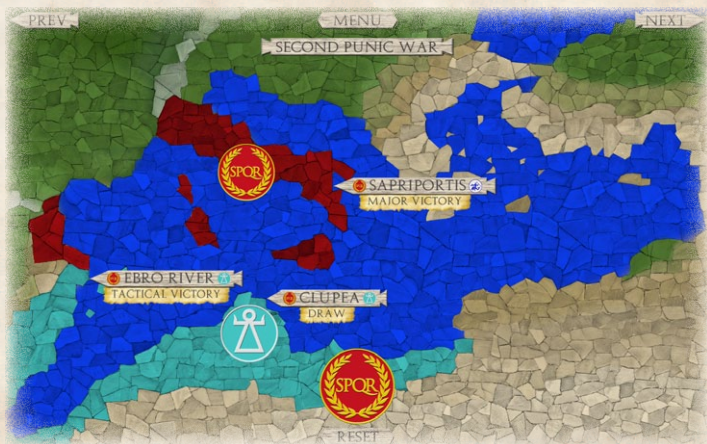 PREV
MENU
NEXT
SECOND PUNIC WAR
SPQR
SAPRIPORTIS
MAJOR VICTORY
EBRO RIVER
TACTICAL VICTORY
CLUPEA
DRAW
SPQR
RESET